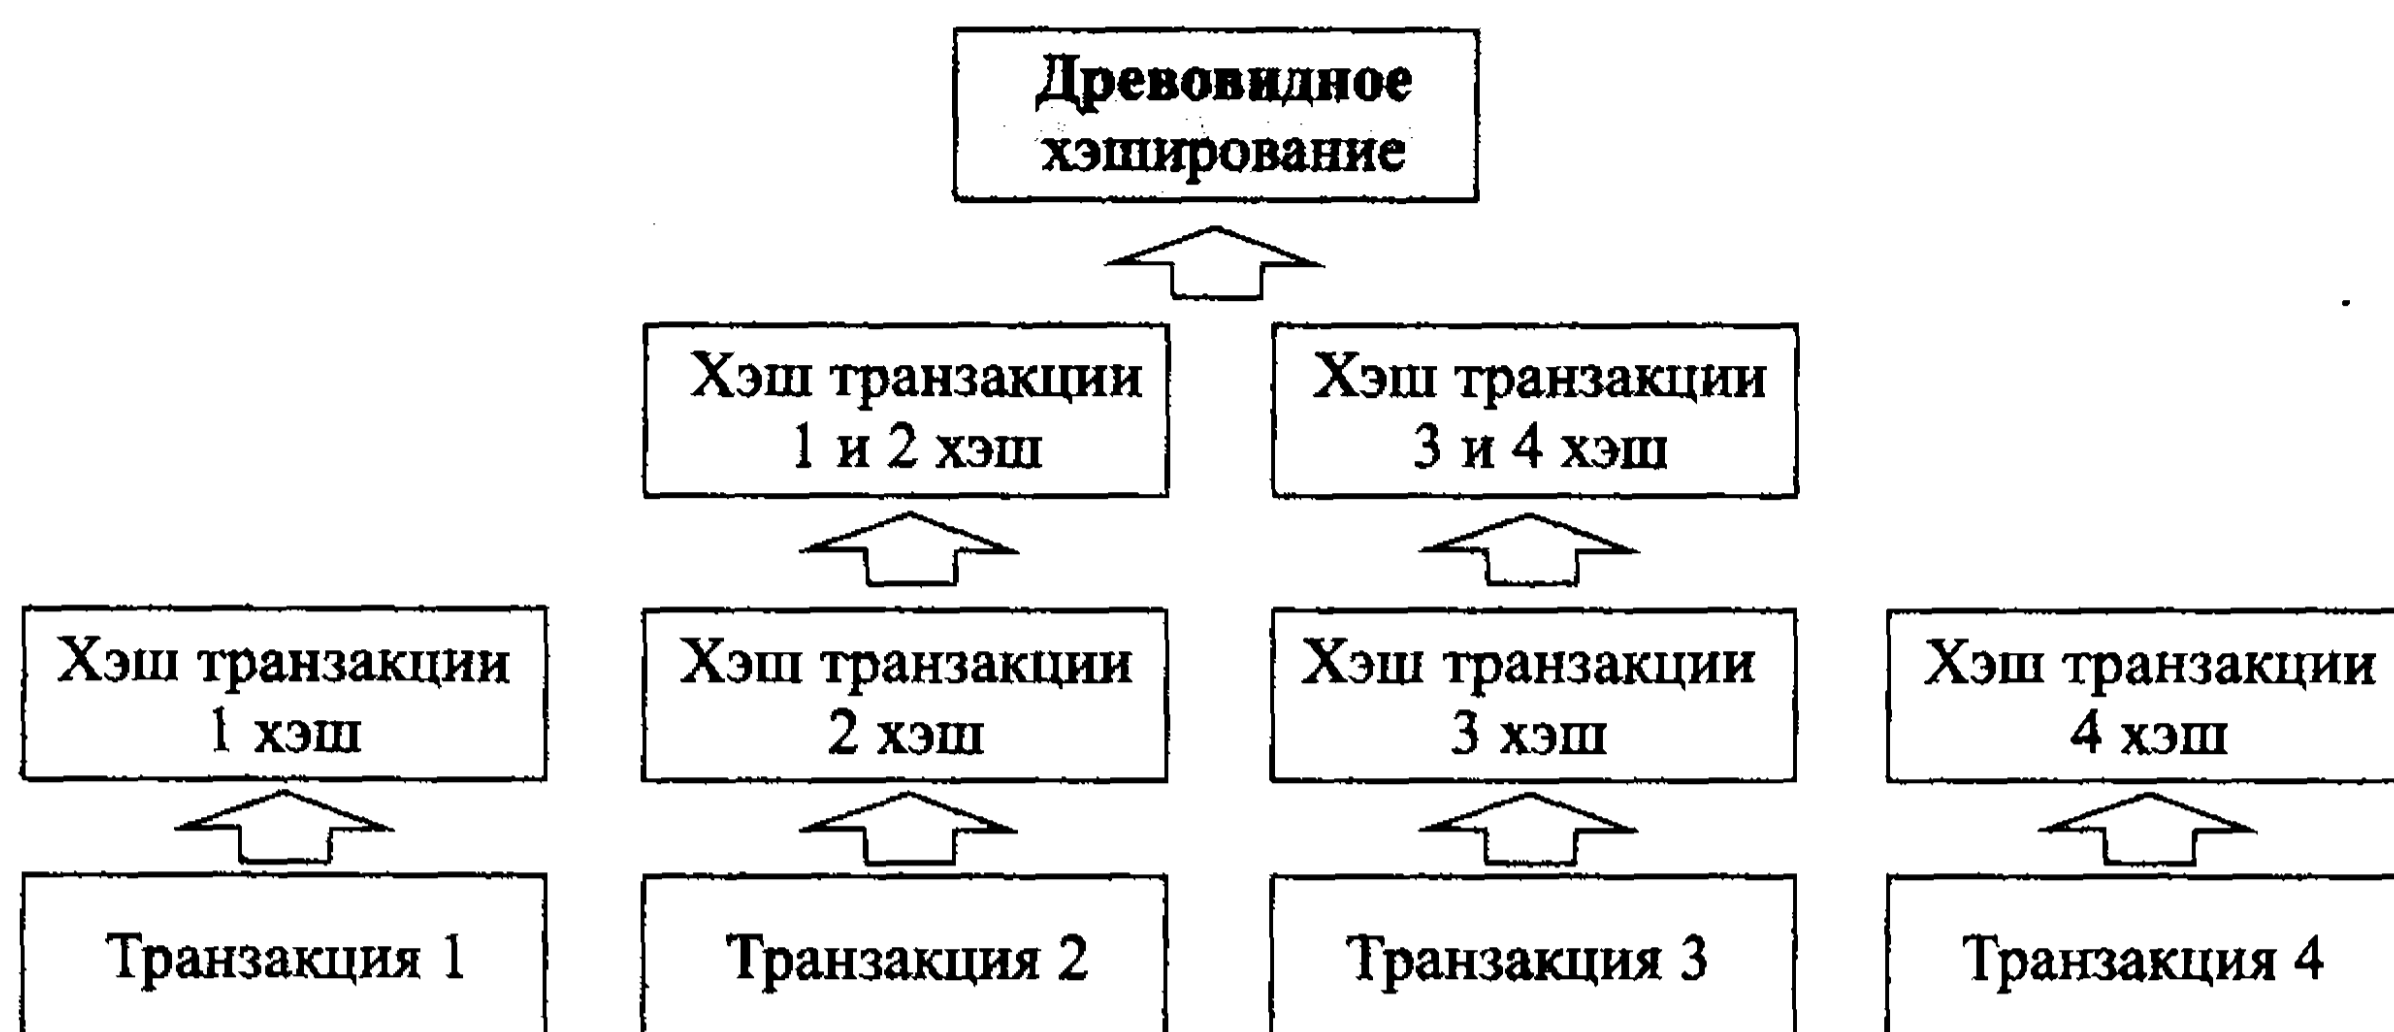 Древовидное
хэширование
Хэш транзакции
1 и 2 хэш
Хэш транзакции
3 и 4 хэш
Хэш транзакции
1 хэш
Хэш транзакции
2 хэш
Хэш транзакции
3 хэш
Хэш транзакции
4 хэш
Транзакция 1
Транзакция 2
Транзакция 3
Транзакция 4